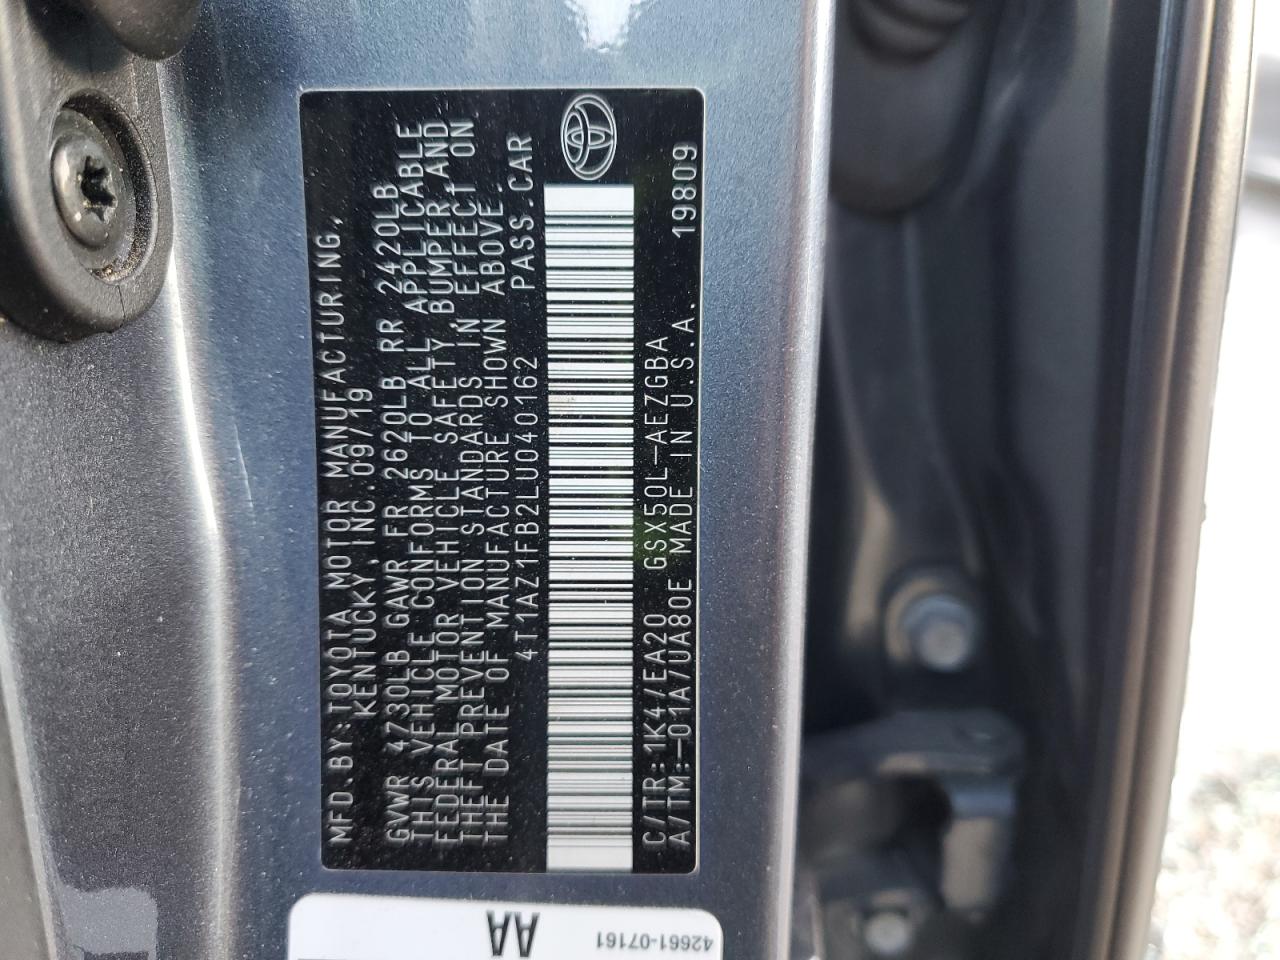 MFD. BY: TOYOTA MOTOR MANUFACTURING,
KENTUCKY, INC. 09/19
GVWR 4730LB GAWR FR 2620LB RR 2420LB
THIS VEHICLE CONFORMS TO ALL APPLICABLE
FEDERAL MOTOR VEHICLE SAFETY, BUMPER, AND
THEFT PREVENTION STANDARDS IN EFFECT ON
THE DATE OF MANUFACTURE SHOWN ABOVE.
4T1AZ1FB2LU040162 PASS.CAR
C/TR: 1K4/EA20 GSX50L-AEZGBA
A/TM: -01A/UA80E MADE IN U.S.A. 19809
AA
42661-07161